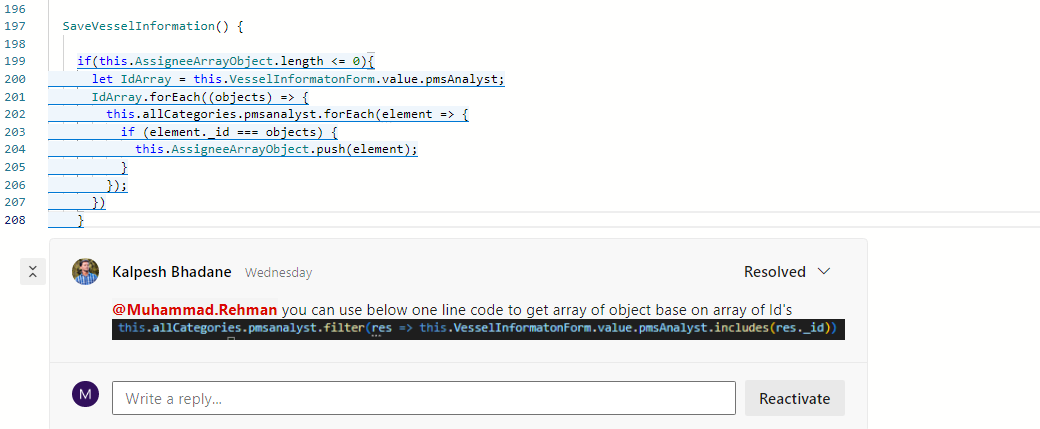 196
197 SaveVesselInformation() {
198
199 if(this.AssigneeArrayObject.length <= 0){
200 let IdArray = this.VesselInformatonForm.value.pmsAnalyst;
201 IdArray.forEach((objects) => {
202 this.allCategories.pmsanalyst.forEach(element => {
203 if (element._id === objects) {
204 this.AssigneeArrayObject.push(element);
205 }
206 });
207 })
208 }
Kalpesh Bhadane Wednesday Resolved
@Muhammad.Rehman you can use below one line code to get array of object base on array of Id's
this.allCategories.pmsanalyst.filter(res => this.VesselInformatonForm.value.pmsAnalyst.includes(res._id))
M Write a reply... Reactivate